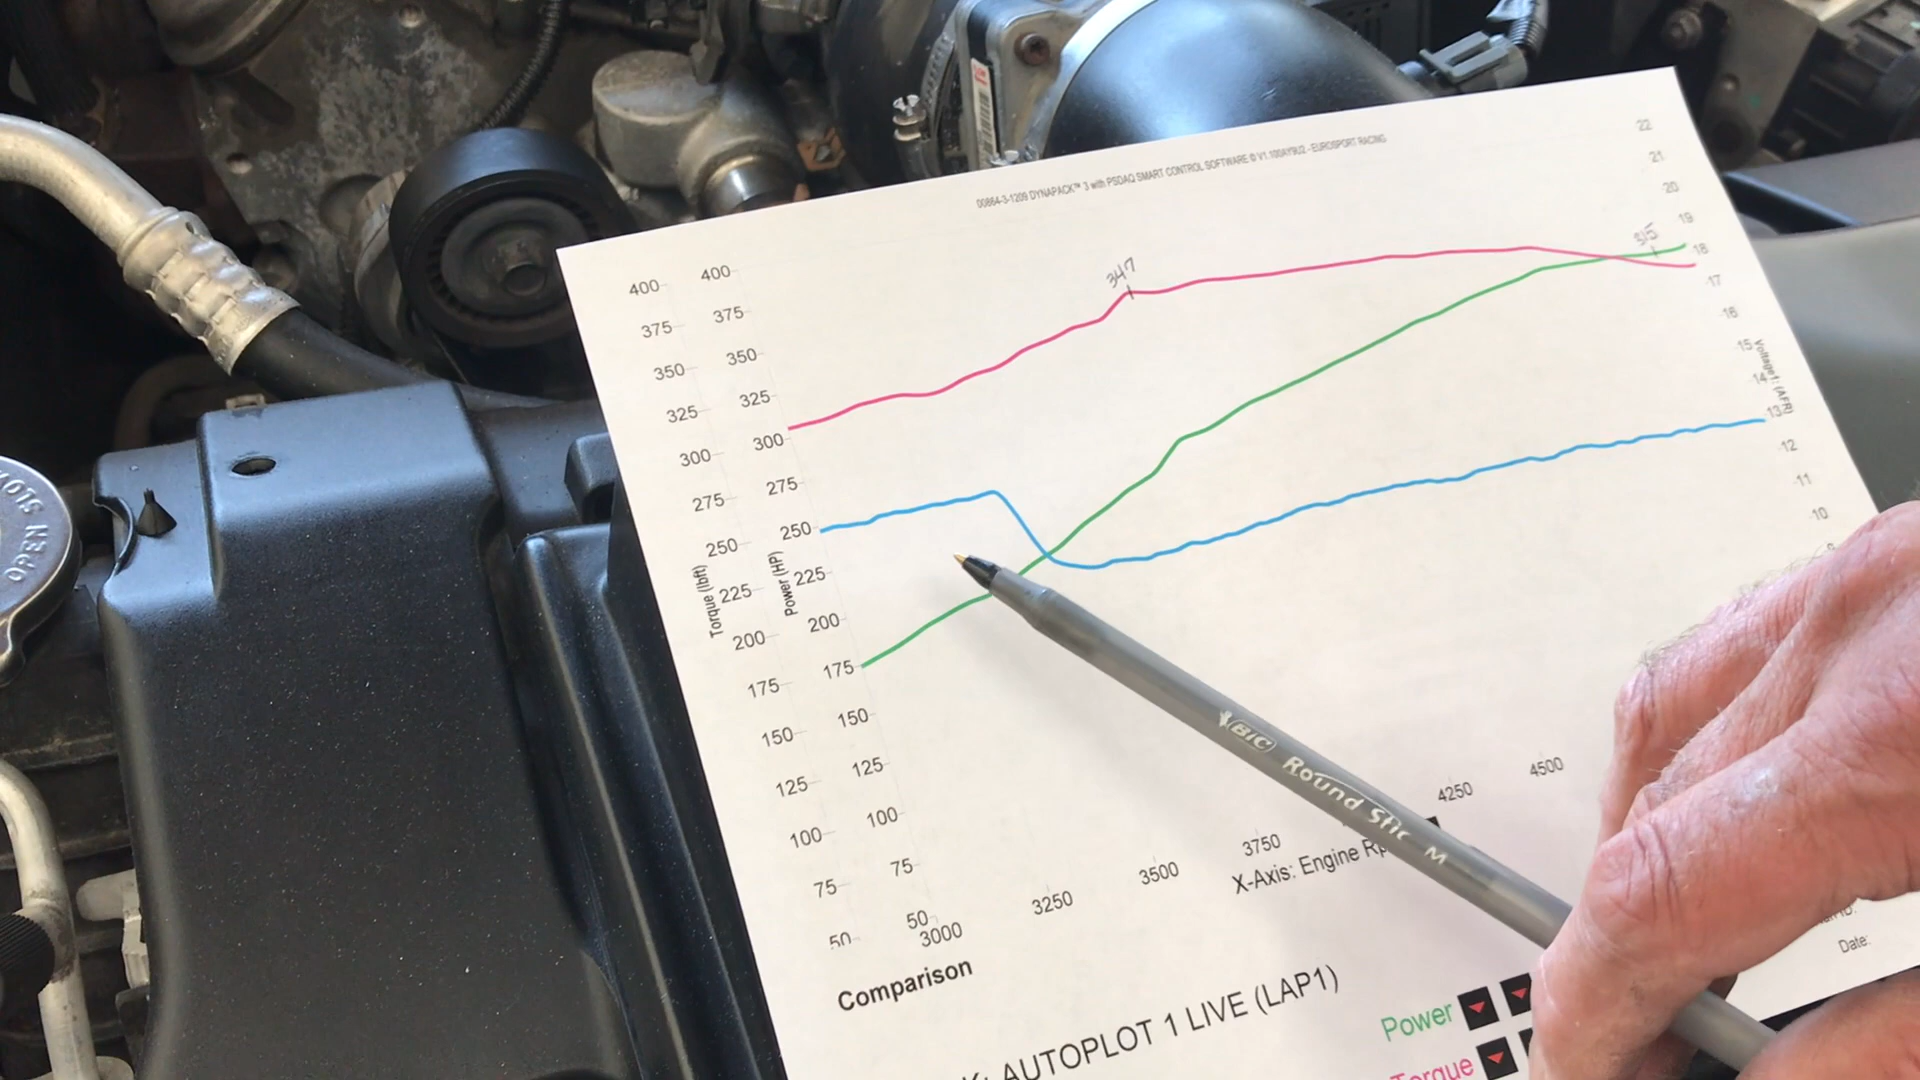 00864-3-1209 DYNAPACK™ 3 with PSDAQ SMART CONTROL SOFTWARE © V1.100AY9U2 - EUROSPORT RACING
400 400
375 375
350 350
325 325
300 300
275 275
250 250
225 225
200 200
175 175
150 150
125 125
100 100
75 75
50 50
Torque (lbft)
Power (HP)
347
315
22
21
20
19
18
17
16
15
14
13
12
11
10
Voltage1: (AFR)
3000 3250 3500 3750 4250 4500
X-Axis: Engine
Comparison
AUTOPLOT 1 LIVE (LAP1)
Power
Torque
Date:
BIC Round Stic M
OPEN
SLOW